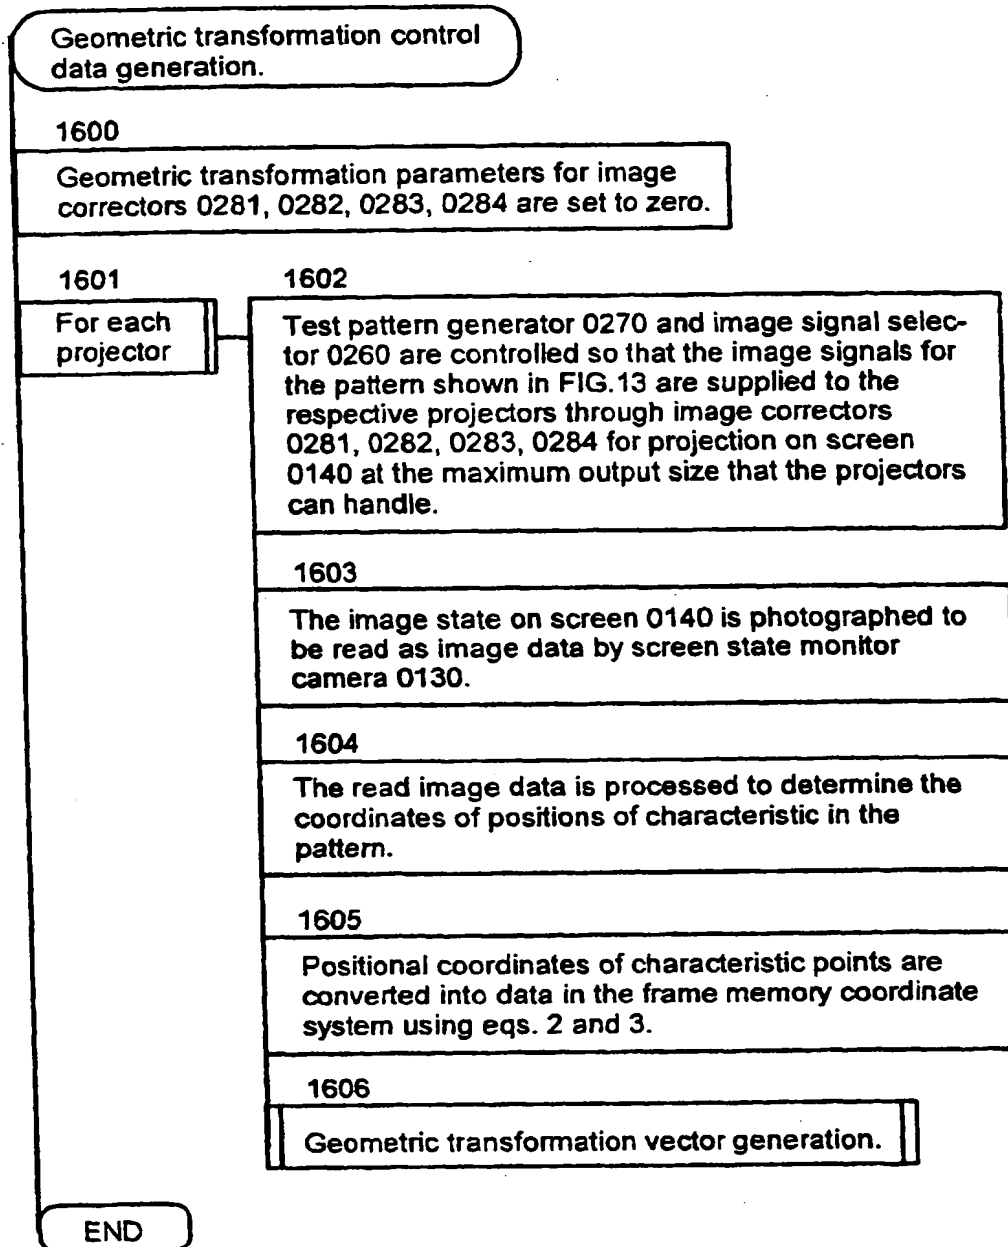 Geometric transformation control
data generation.
1600
Geometric transformation parameters for image
correctors 0281, 0282, 0283, 0284 are set to zero.
1601
For each
projector
1602
Test pattern generator 0270 and image signal selec-
tor 0260 are controlled so that the image signals for
the pattern shown in FIG.13 are supplied to the
respective projectors through image correctors
0281, 0282, 0283, 0284 for projection on screen
0140 at the maximum output size that the projectors
can handle.
1603
The image state on screen 0140 is photographed to
be read as image data by screen state monitor
camera 0130.
1604
The read image data is processed to determine the
coordinates of positions of characteristic in the
pattern.
1605
Positional coordinates of characteristic points are
converted into data in the frame memory coordinate
system using eqs. 2 and 3.
1606
Geometric transformation vector generation.
END